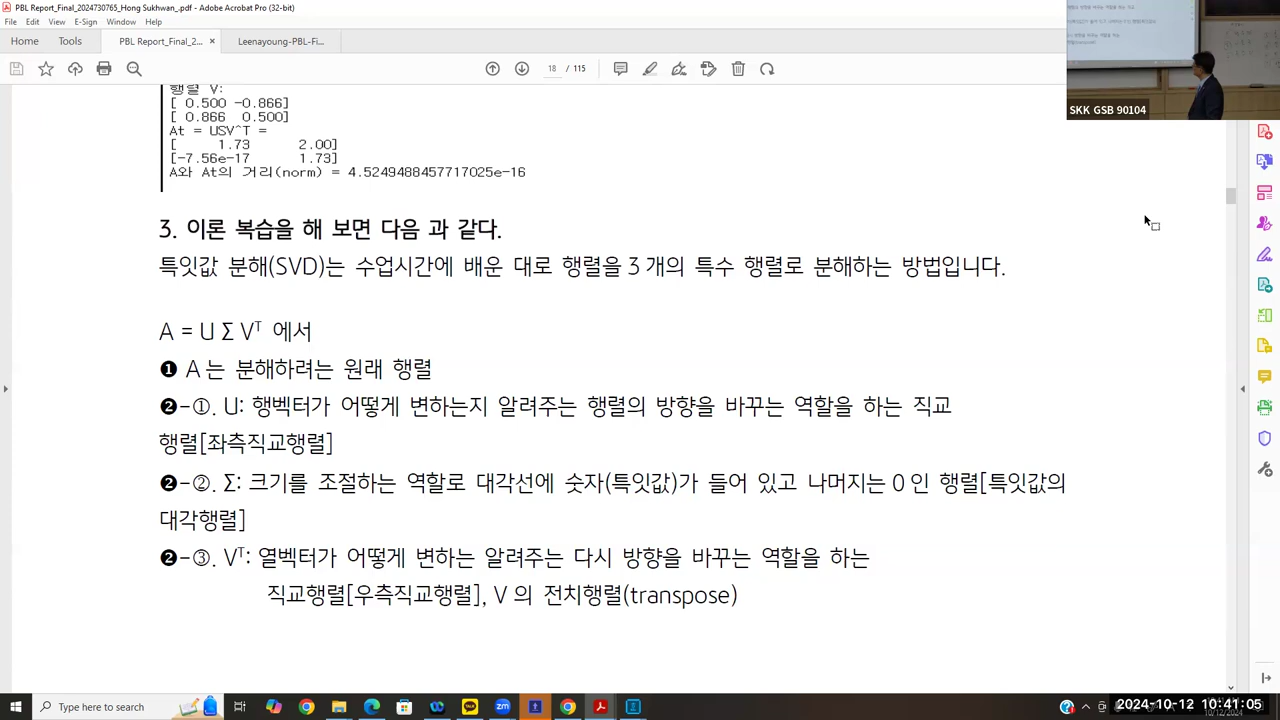 PBL Report_Final_2024730765_Hong Sukhwan_.pdf - Adobe Acrobat Pro (32-bit)
File Edit View E-Sign Window Help
Home Tools PBL Report_Final_2... × Leenayoung PBL-Fi...
18 / 115
SKK GSB 90104
행렬 V:
[ 0.500 -0.866]
[ 0.866 0.500]
At = USV^T =
[ 1.73 2.00]
[-7.56e-17 1.73]
A와 At의 거리(norm) = 4.5249488457717025e-16
3. 이론 복습을 해 보면 다음 과 같다.
특잇값 분해(SVD)는 수업시간에 배운 대로 행렬을 3 개의 특수 행렬로 분해하는 방법입니다.
A = U Σ Vᵀ 에서
❶ A 는 분해하려는 원래 행렬
❷-①. U: 행벡터가 어떻게 변하는지 알려주는 행렬의 방향을 바꾸는 역할을 하는 직교
행렬[좌측직교행렬]
❷-②. Σ: 크기를 조절하는 역할로 대각선에 숫자(특잇값)가 들어 있고 나머지는 0 인 행렬[특잇값의
대각행렬]
❷-③. Vᵀ: 열벡터가 어떻게 변하는 알려주는 다시 방향을 바꾸는 역할을 하는
직교행렬[우측직교행렬], V 의 전치행렬(transpose)
Type here to search
2024-10-12 10:41:05